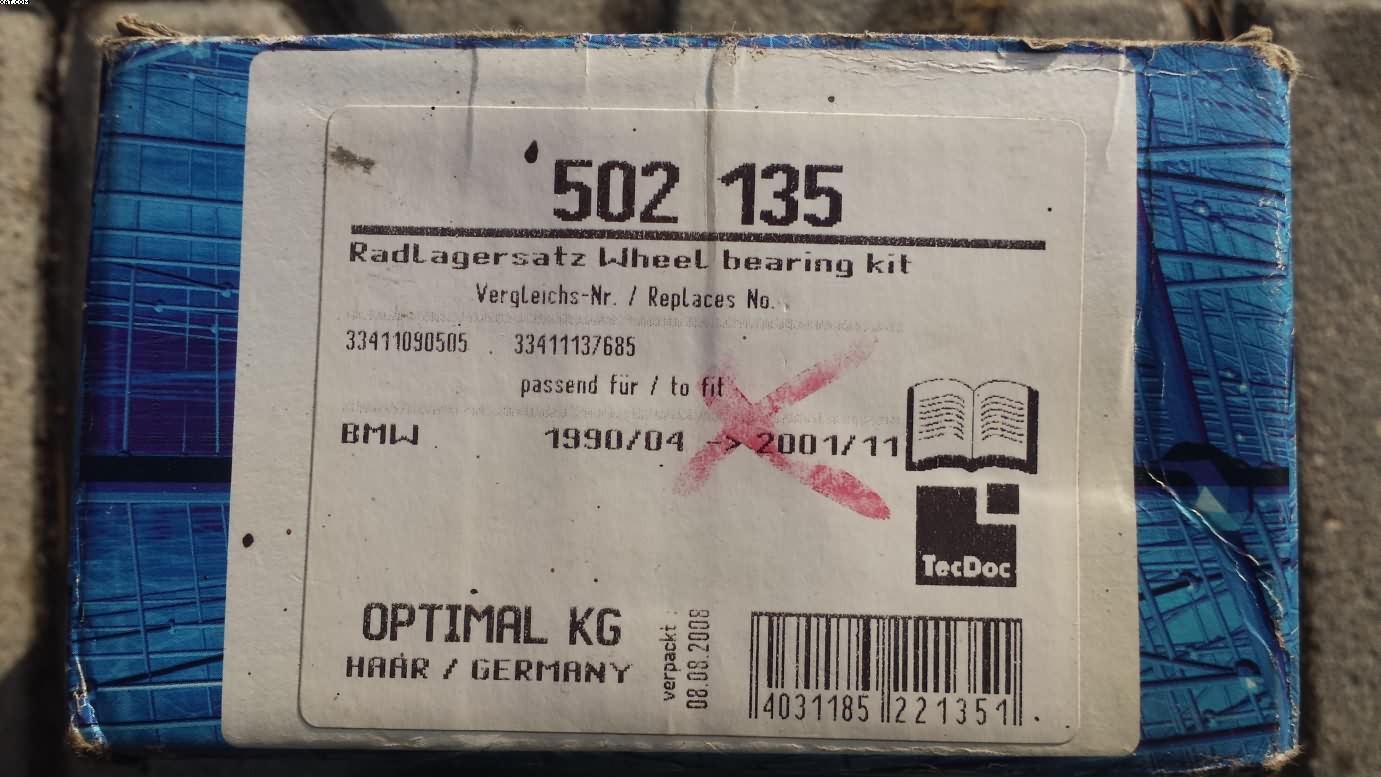 502 135
Radlagersatz Wheel bearing kit
Vergleichs-Nr. / Replaces No.
33411090505 . 33411137685
passend für / to fit
BMW 1990/04 -> 2001/11
TecDoc
OPTIMAL KG
HAAR / GERMANY
verpackt :
08.08.2008
4031185 221351